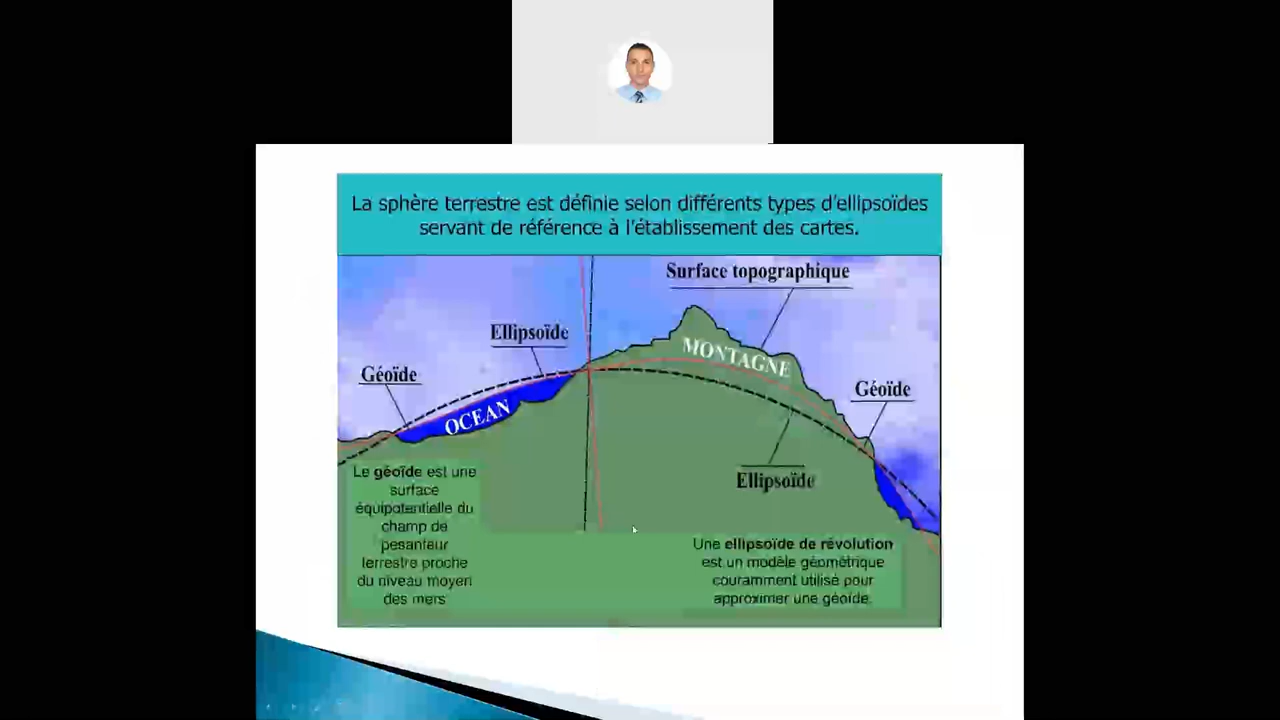 La sphère terrestre est définie selon différents types d'ellipsoïdes
servant de référence à l'établissement des cartes.
Surface topographique
Ellipsoïde
MONTAGNE
Géoïde
Géoïde
OCEAN
Ellipsoïde
Le géoïde est une
surface
équipotentielle du
champ de
pesanteur
terrestre proche
du niveau moyen
des mers
Une ellipsoïde de révolution
est un modèle géométrique
couramment utilisé pour
approximer une géoïde.